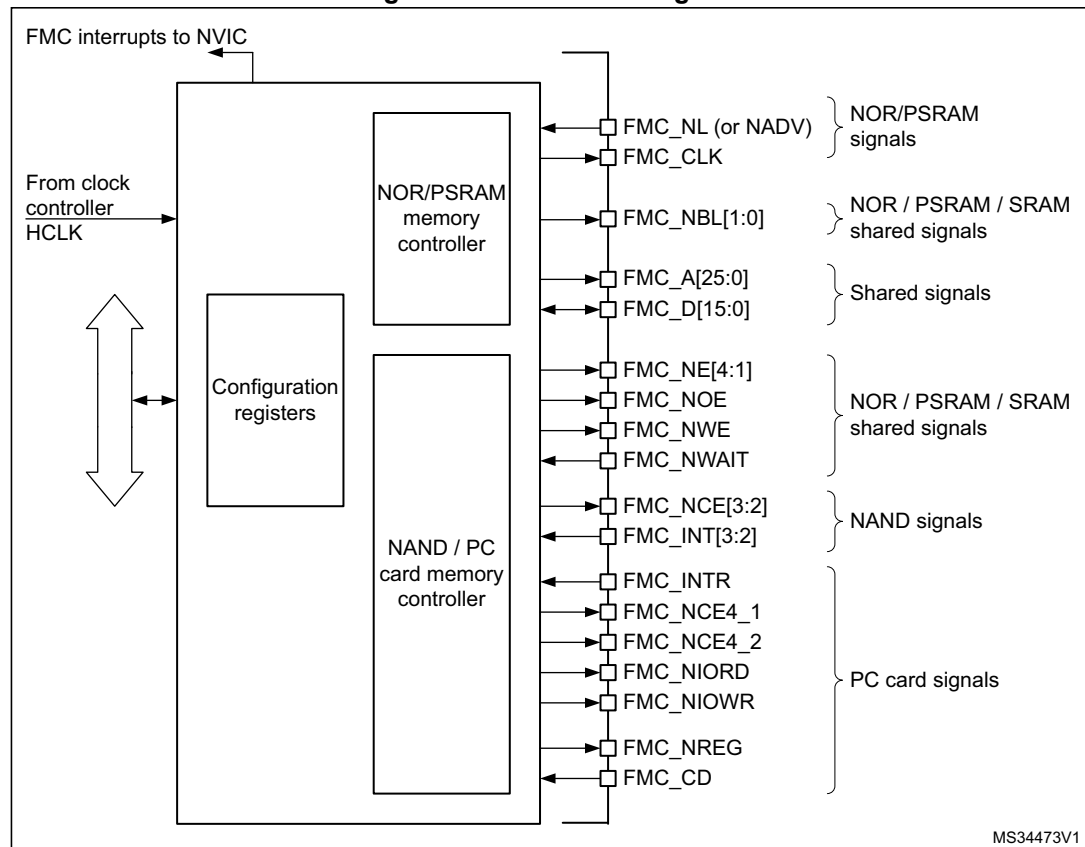 FMC interrupts to NVIC
From clock
controller
HCLK
NOR/PSRAM
memory
controller
Configuration
registers
NAND / PC
card memory
controller
FMC_NL (or NADV)
FMC_CLK
NOR/PSRAM
signals
FMC_NBL[1:0]
NOR / PSRAM / SRAM
shared signals
FMC_A[25:0]
FMC_D[15:0]
Shared signals
FMC_NE[4:1]
FMC_NOE
FMC_NWE
FMC_NWAIT
NOR / PSRAM / SRAM
shared signals
FMC_NCE[3:2]
FMC_INT[3:2]
NAND signals
FMC_INTR
FMC_NCE4_1
FMC_NCE4_2
FMC_NIORD
FMC_NIOWR
FMC_NREG
FMC_CD
PC card signals
MS34473V1